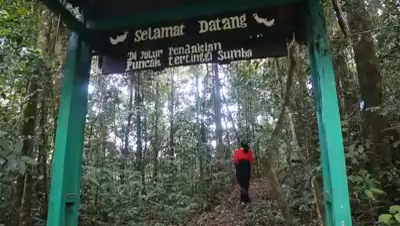 Selamat Datang
Di Jalur Pendakian
Puncak tertinggi Sumba